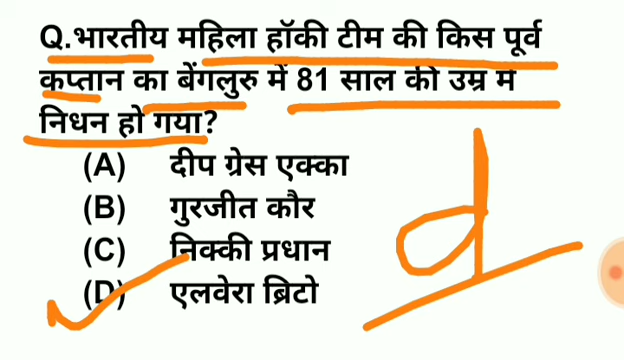 Q.भारतीय महिला हॉकी टीम की किस पूर्व
कप्तान का बेंगलुरु में 81 साल की उम्र में
निधन हो गया?
(A) दीप ग्रेस एक्का
(B) गुरजीत कौर
(C) निक्की प्रधान
(D) एलवेरा ब्रिटो
d